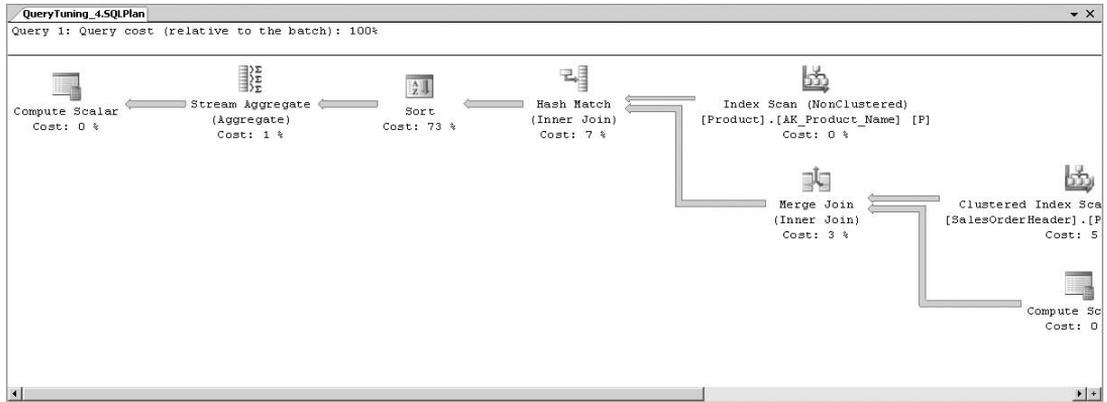 QueryTuning_4.SQLPlan
Query 1: Query cost (relative to the batch): 100%
Compute Scalar
Cost: 0 %
Stream Aggregate
(Aggregate)
Cost: 1 %
Sort
Cost: 73 %
Hash Match
(Inner Join)
Cost: 7 %
Index Scan (NonClustered)
[Product].[AK_Product_Name] [P]
Cost: 0 %
Merge Join
(Inner Join)
Cost: 3 %
Clustered Index Sca
[SalesOrderHeader].[P
Cost: 5
Compute Sc
Cost: 0